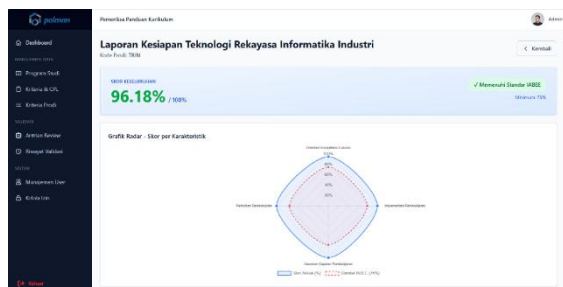 polman
Pemeriksa Panduan Kurikulum
Admin
Dashboard
Program Studi
Kriteria & CPL
Kriteria Prodi
Antrian Review
Riwayat Validasi
Manajemen User
Keluar
Laporan Kesiapan Teknologi Rekayasa Informatika Industri
Kode Prodi: TRIN
Kembali
SKOR KESELURUHAN
96.18% / 100%
✓ Memenuhi Standar IABEE
Minimum: 75%
Grafik Radar - Skor per Karakteristik
100%
80%
60%
40%
20%
Skor Aktual (%)